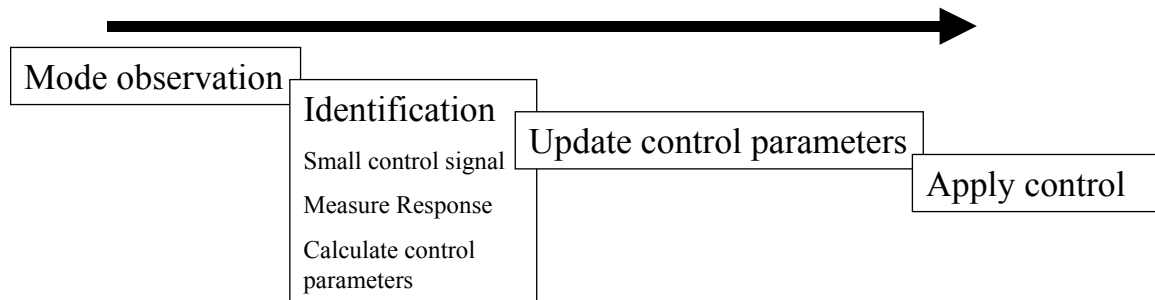 Mode observation
Identification
Small control signal
Measure Response
Calculate control
parameters
Update control parameters
Apply control